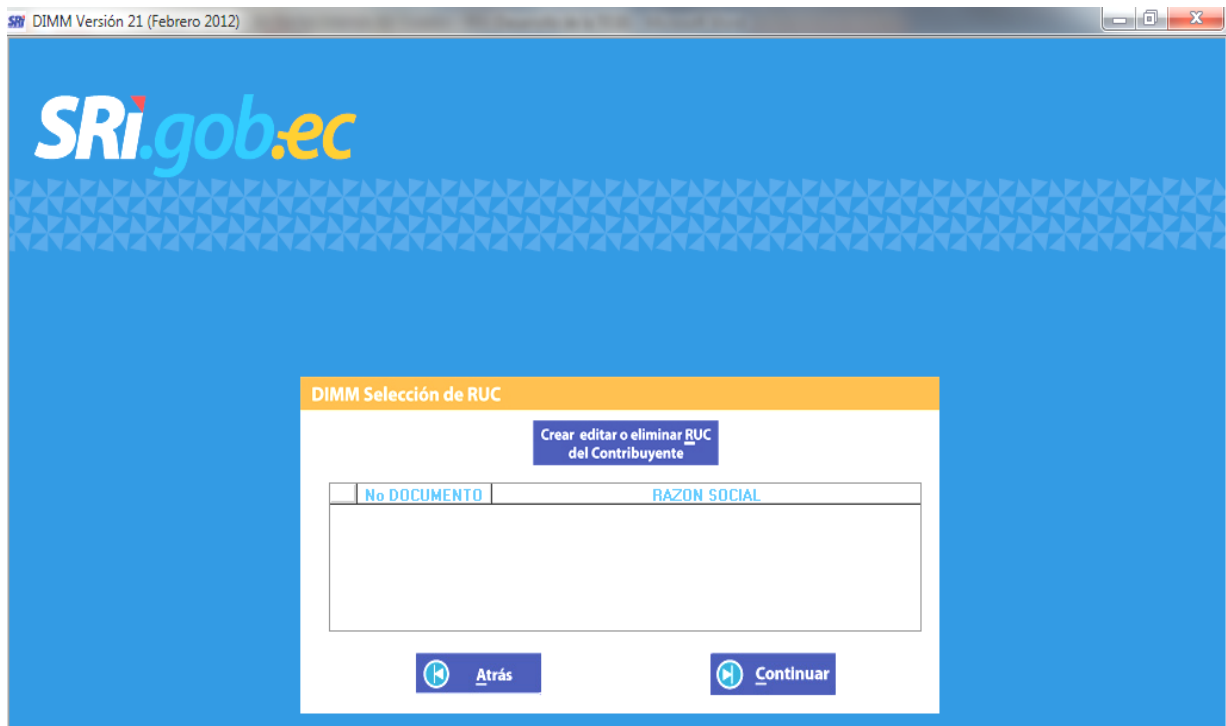 SRi DIMM Versión 21 (Febrero 2012)
SRi.gob.ec
DIMM Selección de RUC
Crear editar o eliminar RUC
del Contribuyente
No DOCUMENTO RAZON SOCIAL
Atrás Continuar